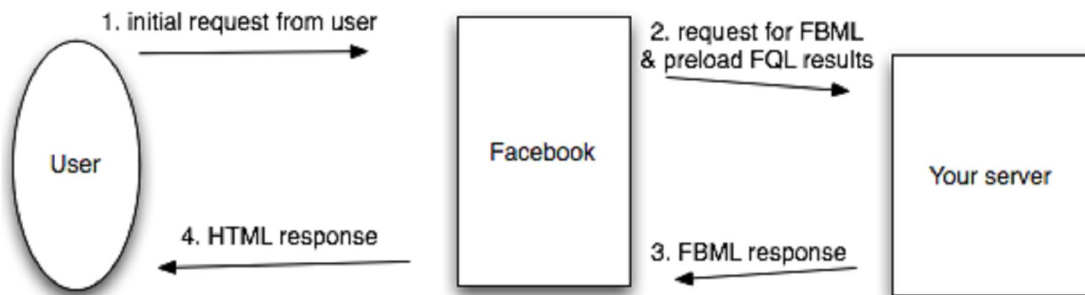 1. initial request from user
2. request for FBML
& preload FQL results
User
Facebook
Your server
4. HTML response
3. FBML response